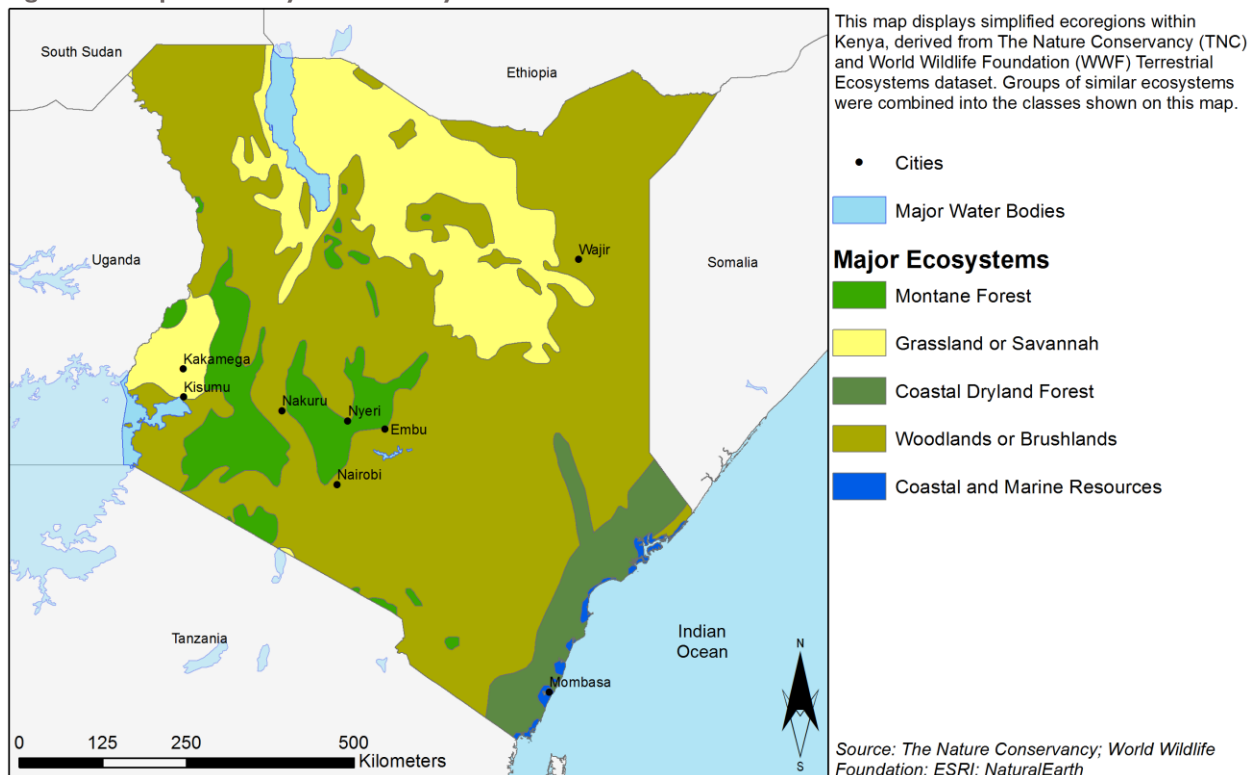 South Sudan
Ethiopia
Uganda
Somalia
Wajir
Kakamega
Kisumu
Nakuru
Nyeri
Embu
Nairobi
Tanzania
Indian
Ocean
Mombasa
0 125 250 500
Kilometers
N
S
This map displays simplified ecoregions within
Kenya, derived from The Nature Conservancy (TNC)
and World Wildlife Foundation (WWF) Terrestrial
Ecosystems dataset. Groups of similar ecosystems
were combined into the classes shown on this map.
Cities
Major Water Bodies
Major Ecosystems
Montane Forest
Grassland or Savannah
Coastal Dryland Forest
Woodlands or Brushlands
Coastal and Marine Resources
Source: The Nature Conservancy; World Wildlife
Foundation; ESRI; NaturalEarth